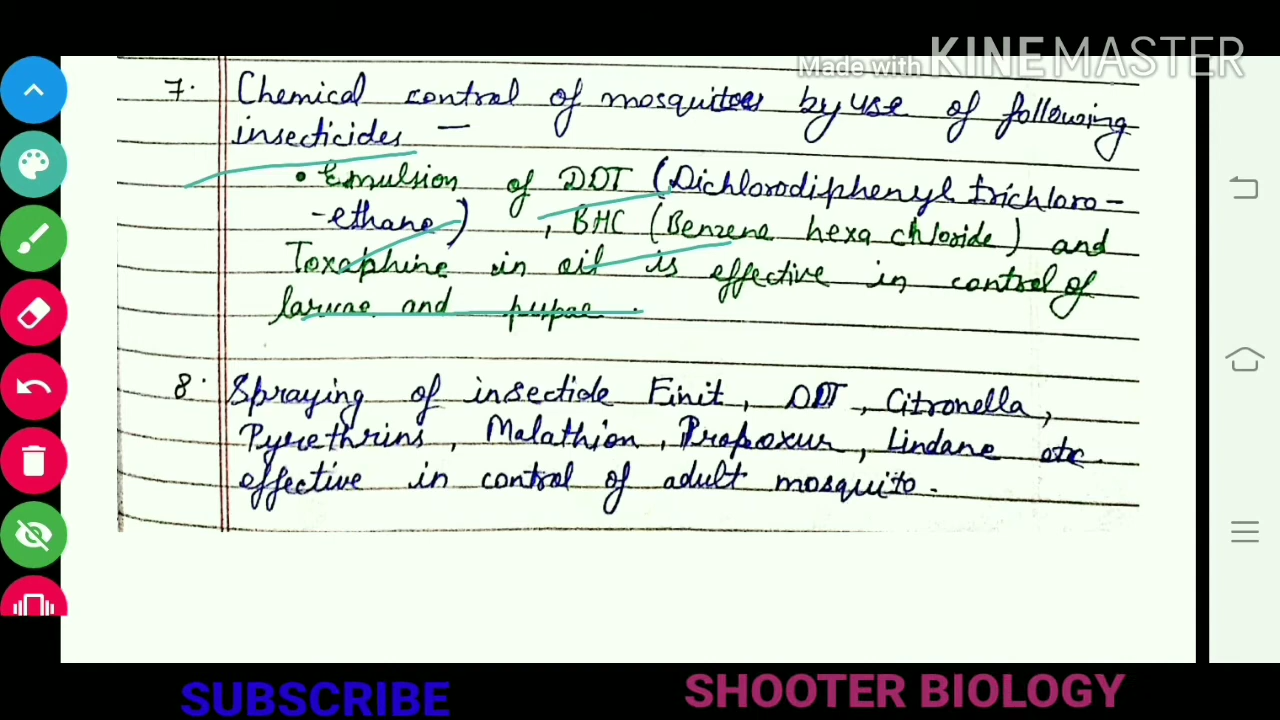 Made with KINEMASTER
7. Chemical control of mosquitoes by use of following
insecticides —
• Emulsion of DDT (Dichlorodiphenyl trichloro-
-ethane) , BHC (Benzene hexa chloride) and
Toxaphine in oil is effective in control of
larvae and pupae.
8. Spraying of insectide Finit, DDT, Citronella,
Pyrethrins, Malathion, Propoxur, Lindane etc.
effective in control of adult mosquito.
SUBSCRIBE
SHOOTER BIOLOGY